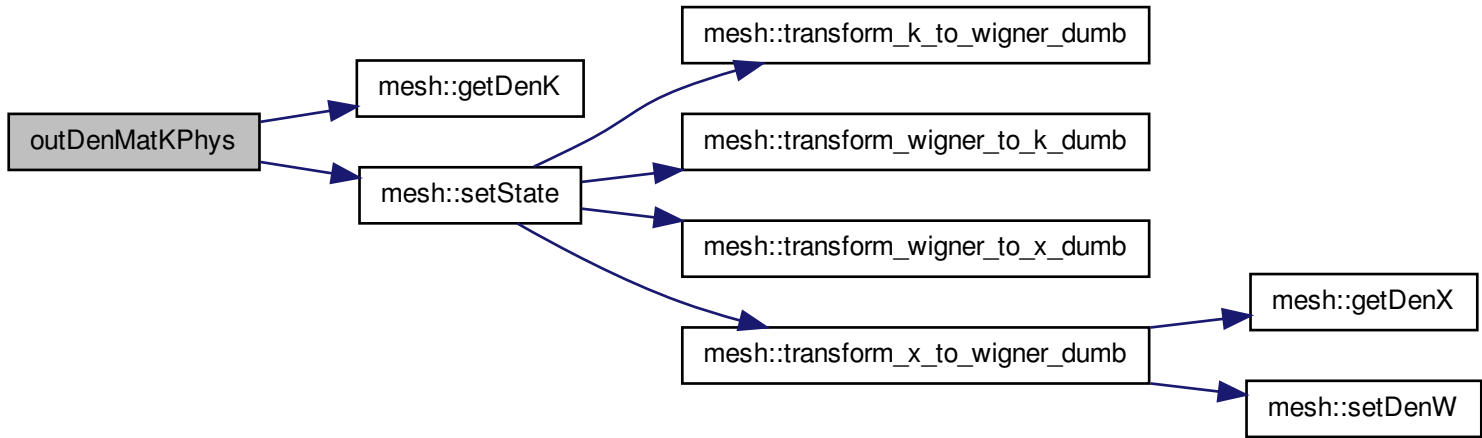 outDenMatKPhys
mesh::getDenK
mesh::setState
mesh::transform_k_to_wigner_dumb
mesh::transform_wigner_to_k_dumb
mesh::transform_wigner_to_x_dumb
mesh::transform_x_to_wigner_dumb
mesh::getDenX
mesh::setDenW